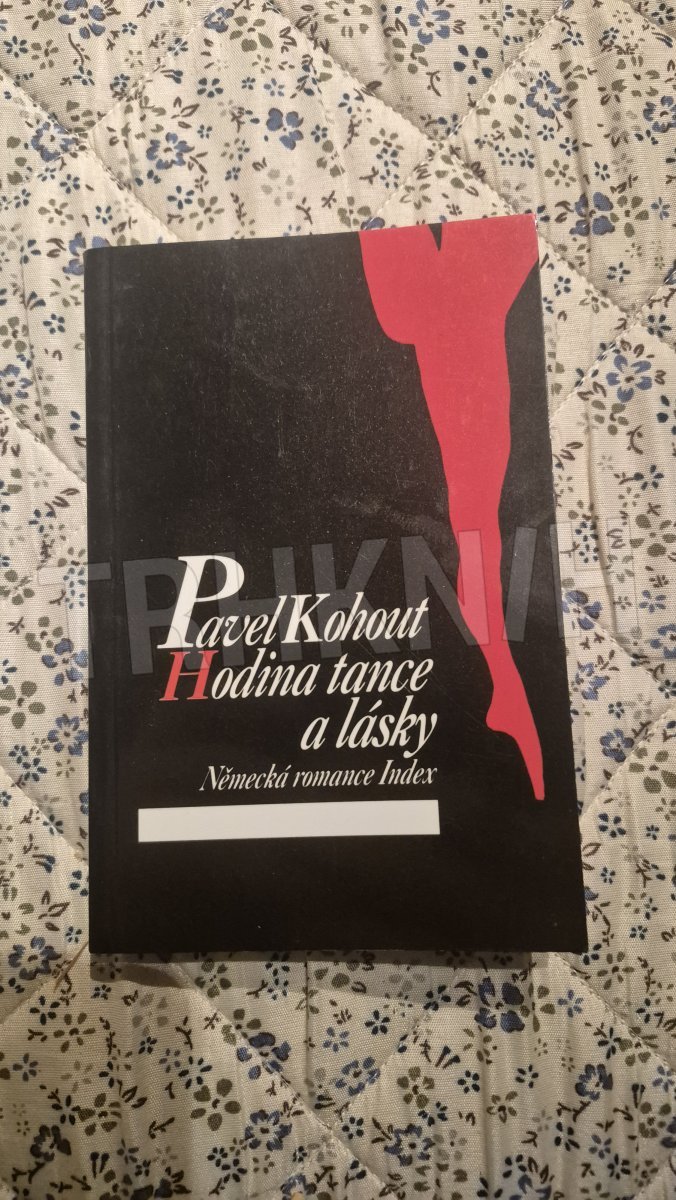 Pavel Kohout
Hodina tance
a lásky
Německá romance Index